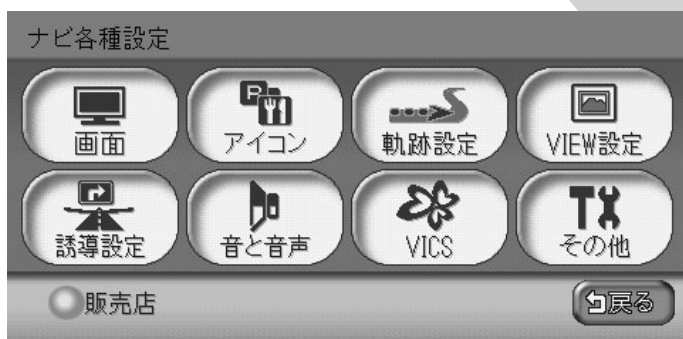 ナビ各種設定
画面
アイコン
軌跡設定
VIEW設定
誘導設定
音と音声
VICS
その他
販売店
戻る